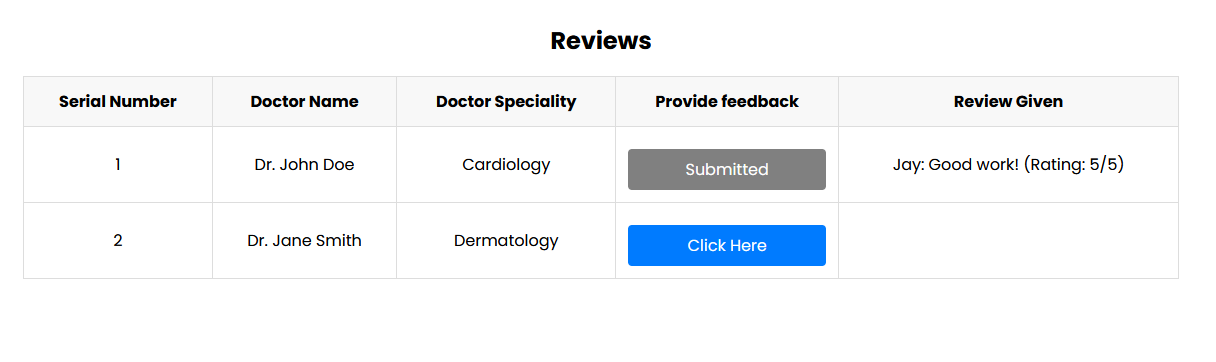 Reviews
Serial Number Doctor Name Doctor Speciality Provide feedback Review Given
1 Dr. John Doe Cardiology Submitted Jay: Good work! (Rating: 5/5)
2 Dr. Jane Smith Dermatology Click Here